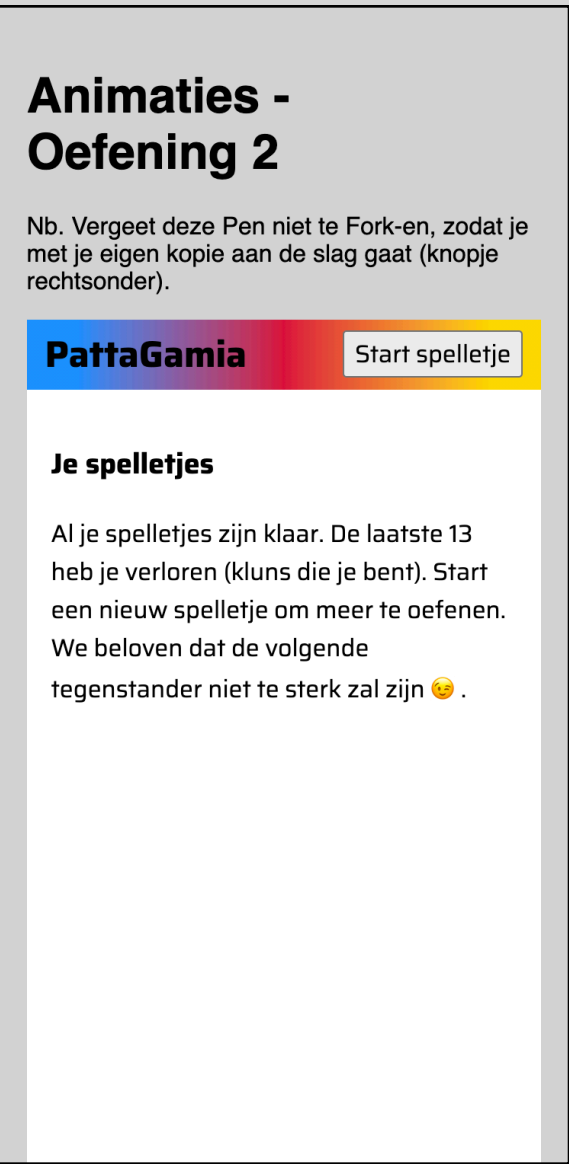 Animaties -
Oefening 2
Nb. Vergeet deze Pen niet te Fork-en, zodat je
met je eigen kopie aan de slag gaat (knopje
rechtsonder).
PattaGamia
Start spelletje
Je spelletjes
Al je spelletjes zijn klaar. De laatste 13
heb je verloren (kluns die je bent). Start
een nieuw spelletje om meer te oefenen.
We beloven dat de volgende
tegenstander niet te sterk zal zijn 😉 .